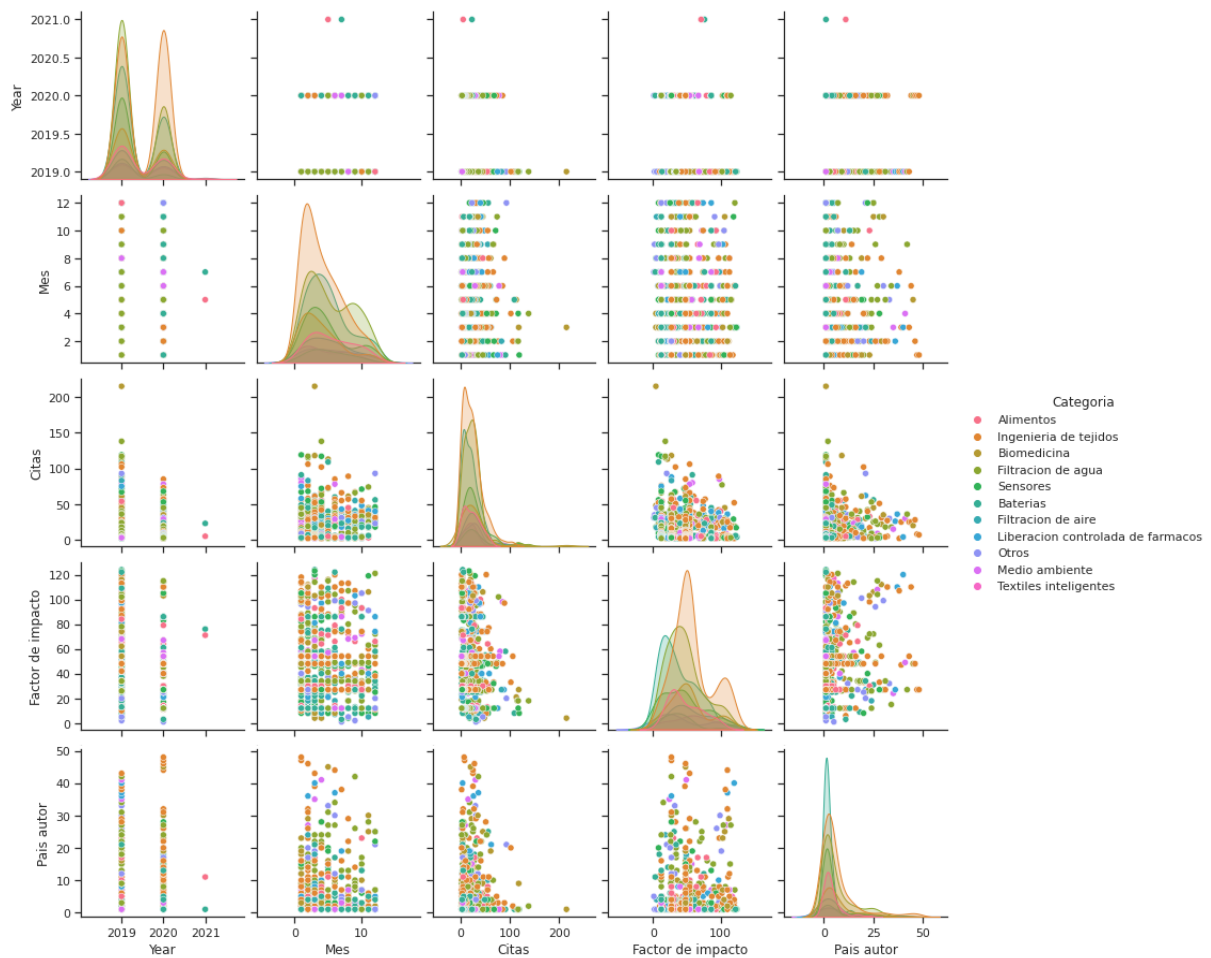 2021.0
2020.5
2020.0
2019.5
2019.0
Year
12
10
8
6
4
2
Mes
200
150
100
50
0
Citas
Categoria
Alimentos
Ingenieria de tejidos
Biomedicina
Filtracion de agua
Sensores
Baterias
Filtracion de aire
Liberacion controlada de farmacos
Otros
Medio ambiente
Textiles inteligentes
120
100
80
60
40
20
0
Factor de impacto
50
40
30
20
10
0
Pais autor
2019 2020 2021
Year
0 10
Mes
0 100 200
Citas
0 100
Factor de impacto
0 25 50
Pais autor